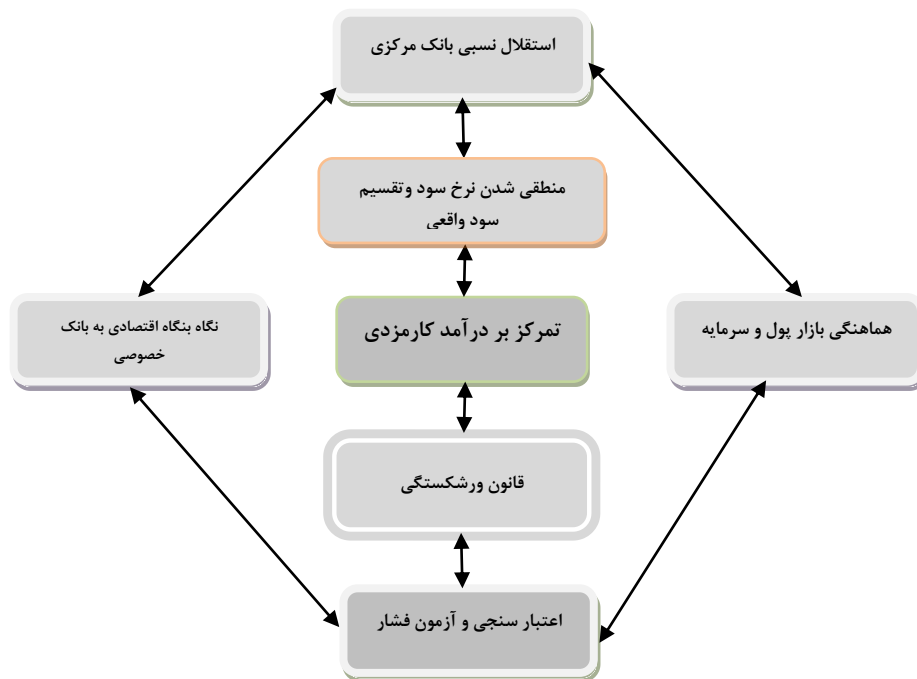 استقلال نسبی بانک مرکزی
منطقی شدن نرخ سود وتقسیم
سود واقعی
هماهنگی بازار پول و سرمایه
تمرکز بر درآمد کارمزدی
نگاه بنگاه اقتصادی به بانک
خصوصی
قانون ورشکستگی
اعتبار سنجی و آزمون فشار